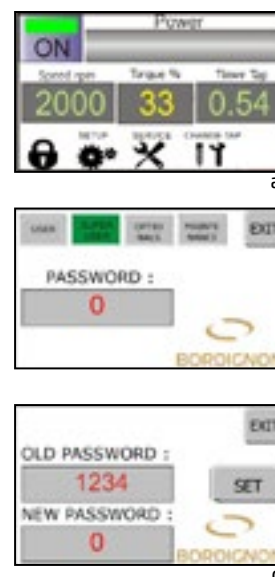 Power
ON
Speed rpm Torque % Time Tap
2000 33 0.54
SETUP SERVICE CHANGE TAP
a
USER SUPER USER EXIT
PASSWORD :
0
BORDIGNON
EXIT
OLD PASSWORD :
1234
SET
NEW PASSWORD :
0
BORDIGNON